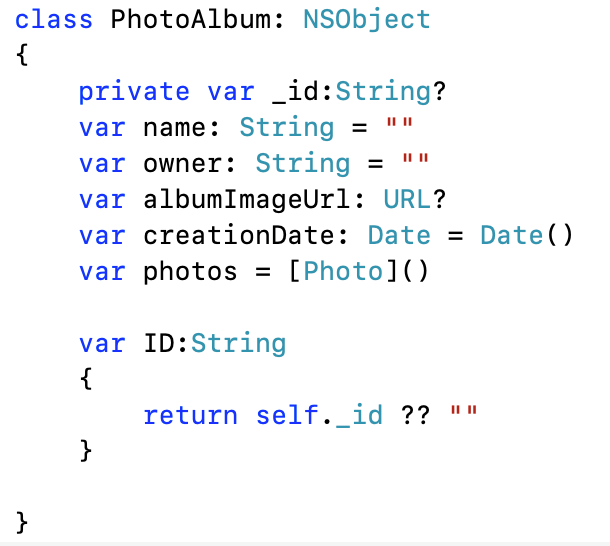 class PhotoAlbum: NSObject
{
    private var _id:String?
    var name: String = ""
    var owner: String = ""
    var albumImageUrl: URL?
    var creationDate: Date = Date()
    var photos = [Photo]()

    var ID:String
    {
        return self._id ?? ""
    }

}